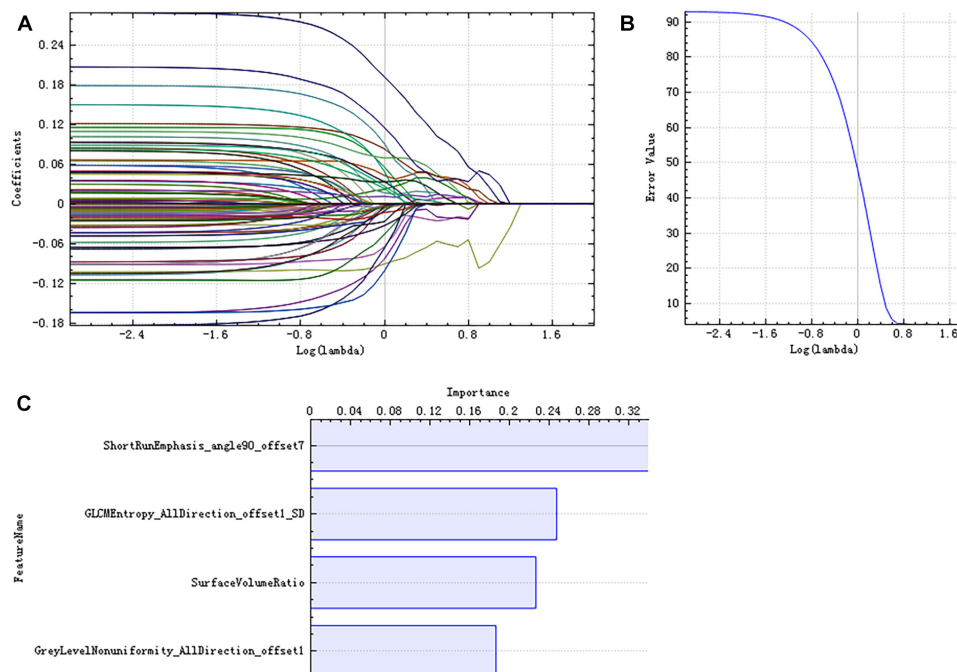 A
0.24
0.18
0.12
0.06
0
-0.06
-0.12
-0.18
Coefficients
-2.4 -1.6 -0.8 0 0.8 1.6
Log(lambda)
B
90
80
70
60
50
40
30
20
10
Error Value
-2.4 -1.6 -0.8 0 0.8 1.6
Log(lambda)
C
Importance
0 0.04 0.08 0.12 0.16 0.2 0.24 0.28 0.32
FeatureName
ShortRunEmphasis_angle90_offset7
GLCMEntropy_AllDirection_offset1_SD
SurfaceVolumeRatio
GreyLevelNonuniformity_AllDirection_offset1